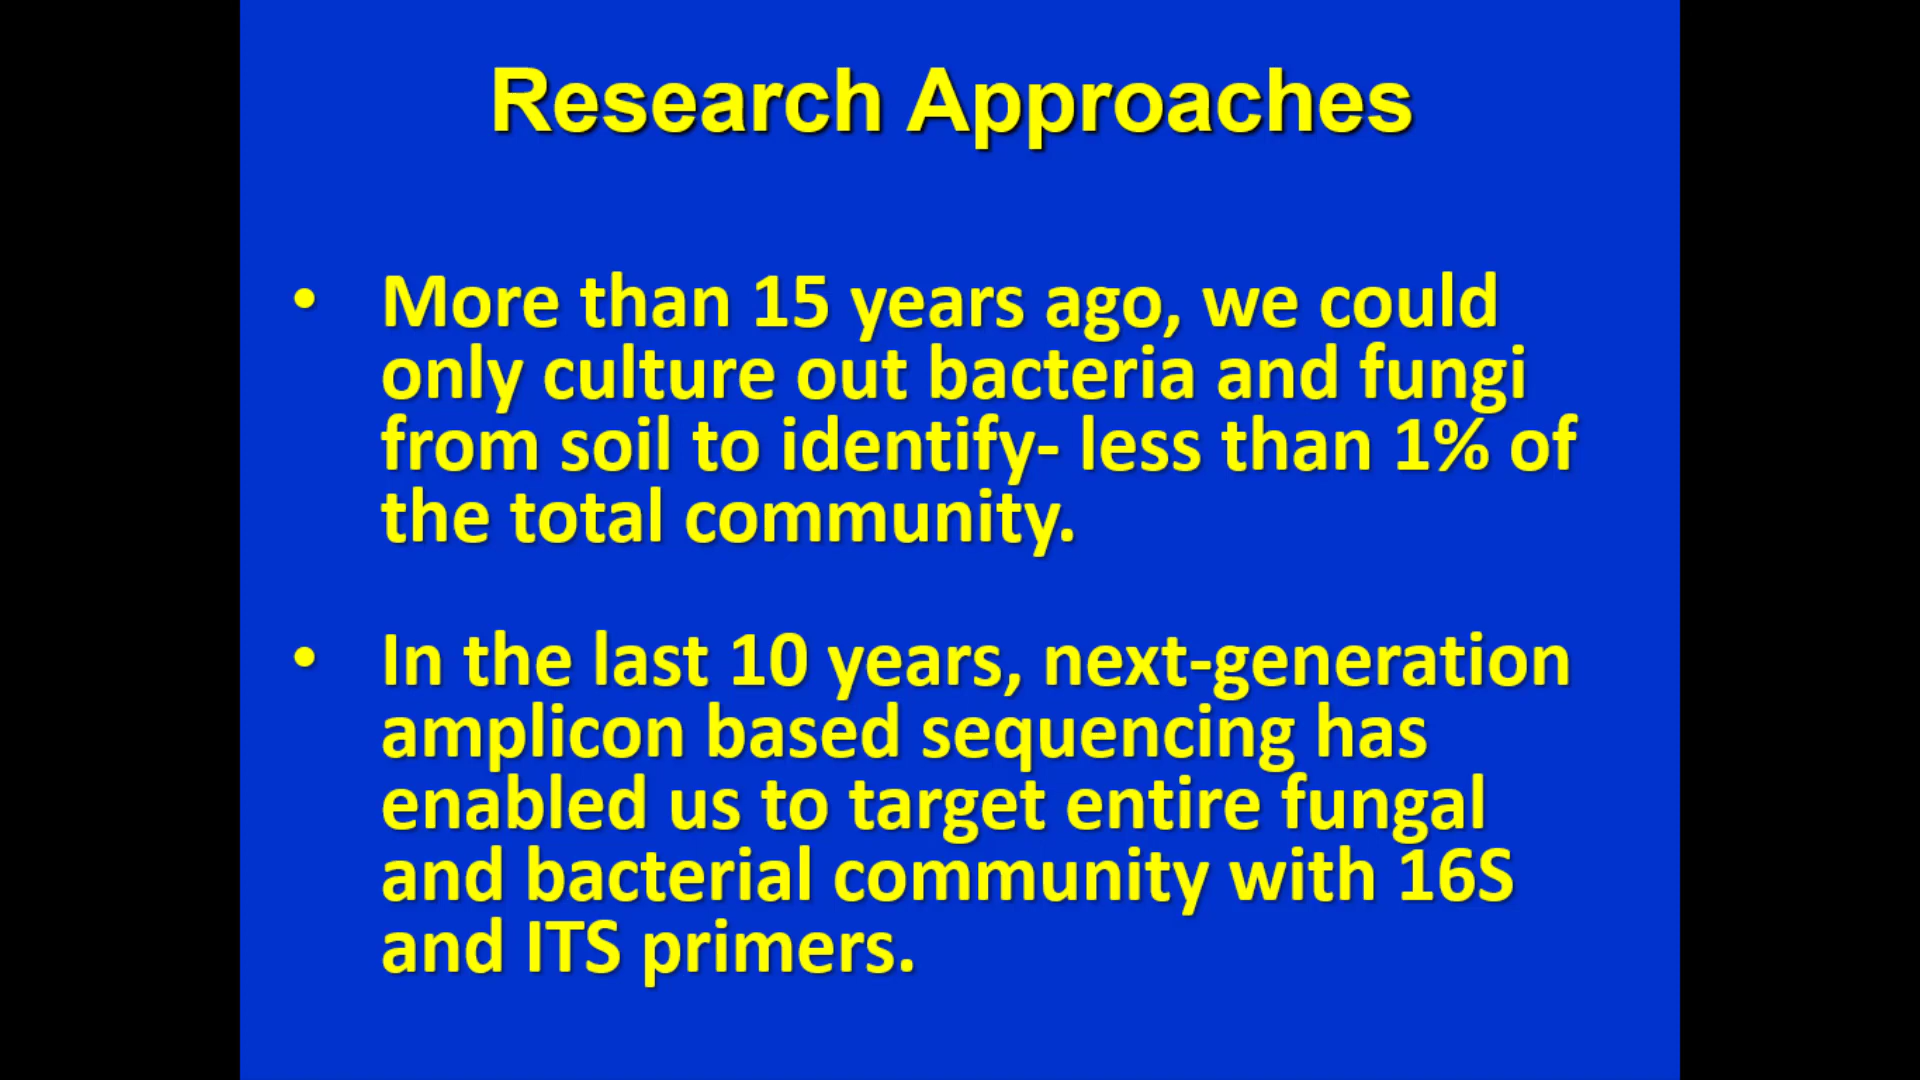 Research Approaches
• More than 15 years ago, we could
only culture out bacteria and fungi
from soil to identify- less than 1% of
the total community.
• In the last 10 years, next-generation
amplicon based sequencing has
enabled us to target entire fungal
and bacterial community with 16S
and ITS primers.